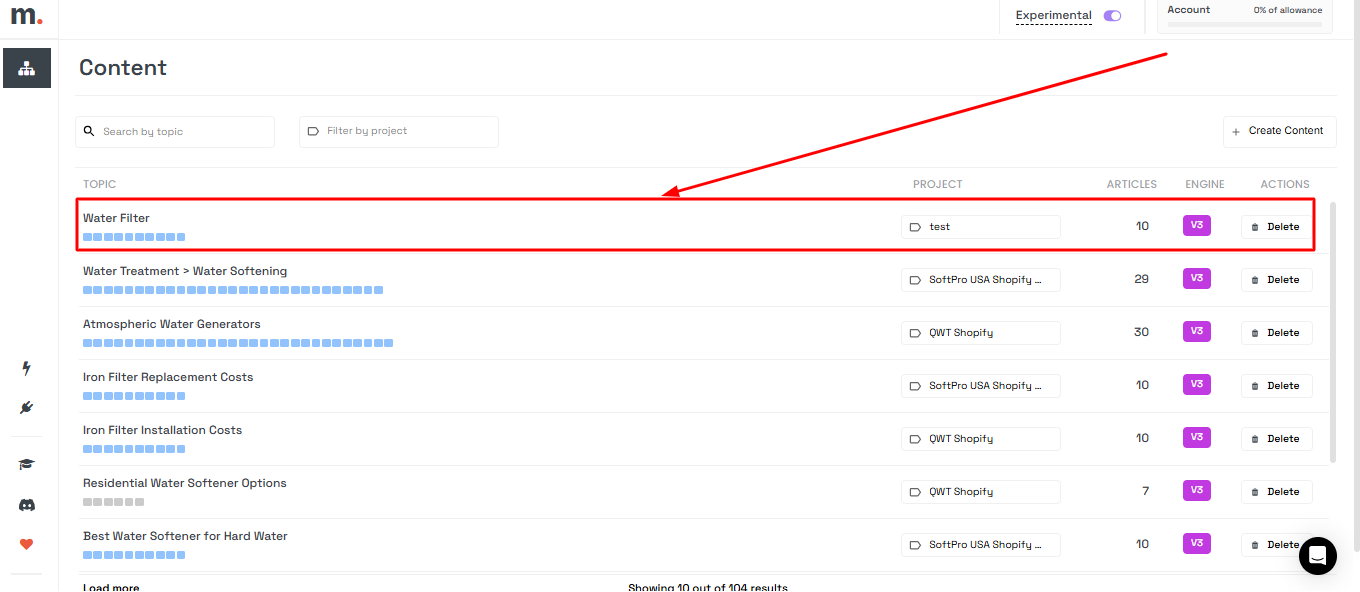 m.
Experimental
Account 0% of allowance
Content
Search by topic
Filter by project
+ Create Content
TOPIC PROJECT ARTICLES ENGINE ACTIONS
Water Filter test 10 V3 Delete
Water Treatment > Water Softening SoftPro USA Shopify ... 29 V3 Delete
Atmospheric Water Generators QWT Shopify 30 V3 Delete
Iron Filter Replacement Costs SoftPro USA Shopify ... 10 V3 Delete
Iron Filter Installation Costs QWT Shopify 10 V3 Delete
Residential Water Softener Options QWT Shopify 7 V3 Delete
Best Water Softener for Hard Water SoftPro USA Shopify ... 10 V3 Delete
Load more Showing 10 out of 104 results